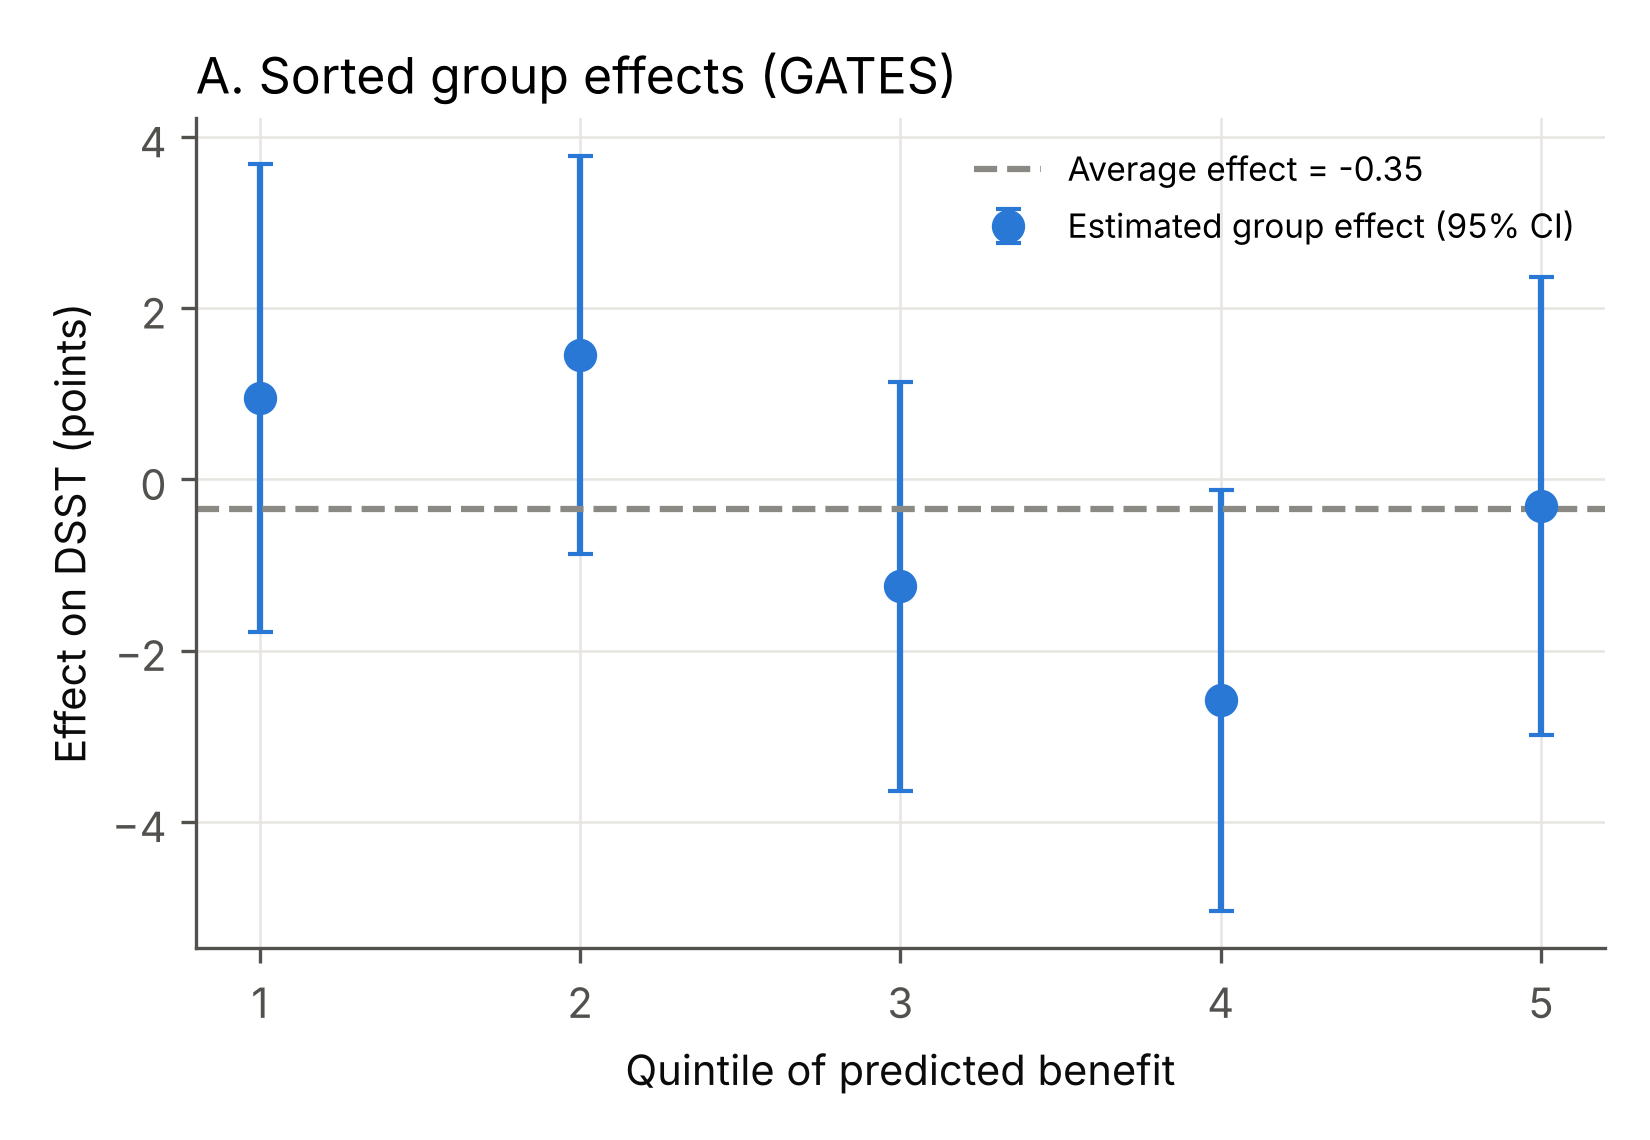 A. Sorted group effects (GATES)
Average effect = -0.35
Estimated group effect (95% CI)
Effect on DSST (points)
4
2
0
−2
−4
1 2 3 4 5
Quintile of predicted benefit